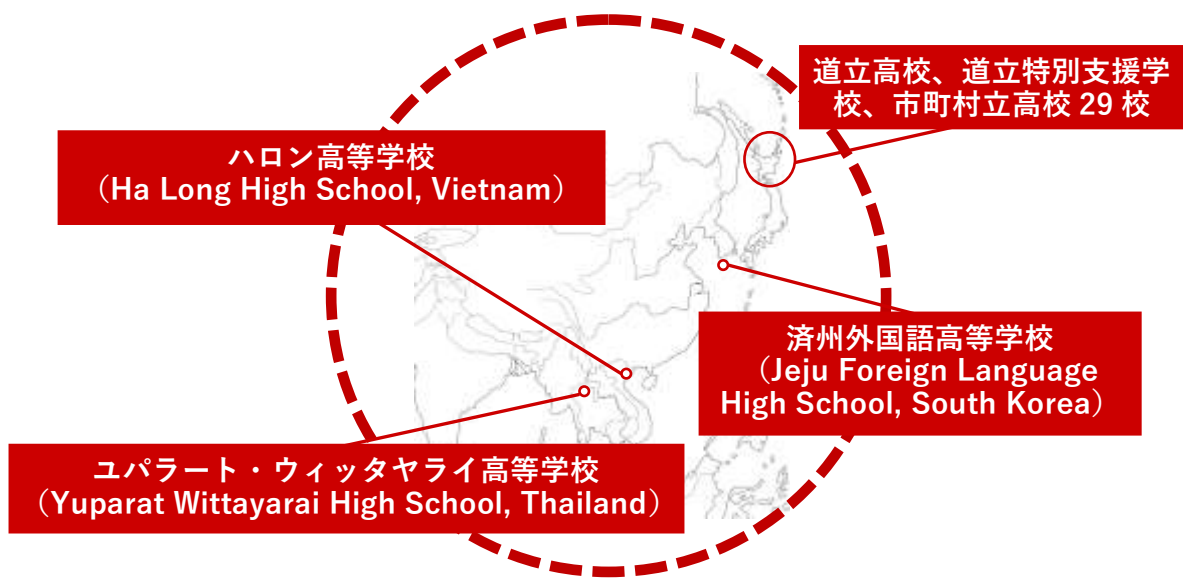 道立高校、道立特別支援学
校、市町村立高校 29 校
ハロン高等学校
（Ha Long High School, Vietnam）
済州外国語高等学校
（Jeju Foreign Language
High School, South Korea）
ユパラート・ウィッタヤライ高等学校
（Yuparat Wittayarai High School, Thailand）